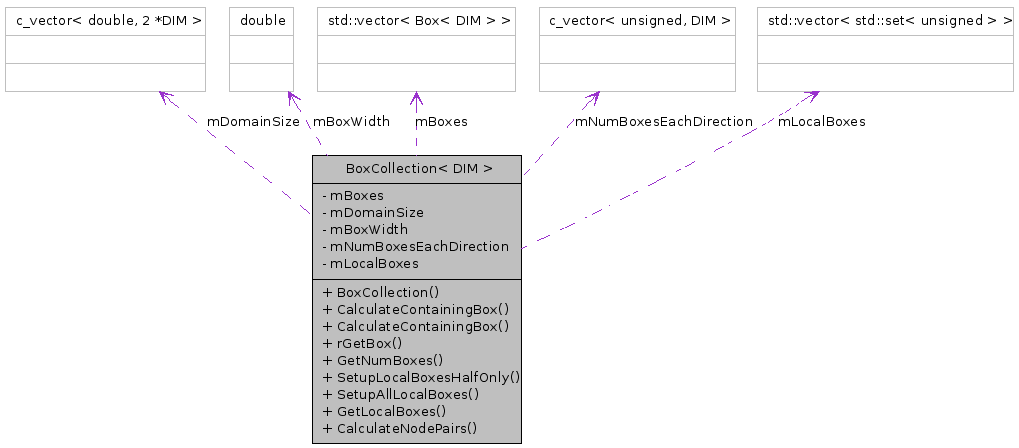 c_vector< double, 2 *DIM >
double
std::vector< Box< DIM > >
c_vector< unsigned, DIM >
std::vector< std::set< unsigned > >
mDomainSize
mBoxWidth
mBoxes
mNumBoxesEachDirection
mLocalBoxes
BoxCollection< DIM >
- mBoxes
- mDomainSize
- mBoxWidth
- mNumBoxesEachDirection
- mLocalBoxes
+ BoxCollection()
+ CalculateContainingBox()
+ CalculateContainingBox()
+ rGetBox()
+ GetNumBoxes()
+ SetupLocalBoxesHalfOnly()
+ SetupAllLocalBoxes()
+ GetLocalBoxes()
+ CalculateNodePairs()